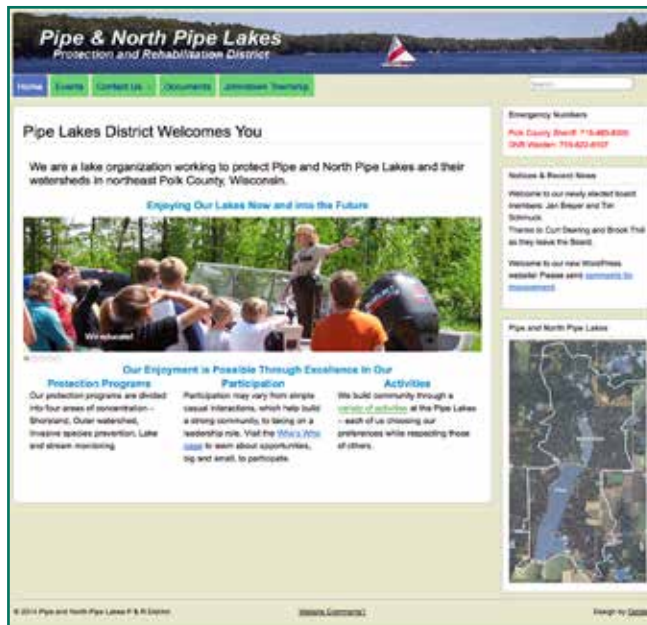 Pipe & North Pipe Lakes
Protection and Rehabilitation District
Home Events Contact Us Documents Johnstown Township
Pipe Lakes District Welcomes You
We are a lake organization working to protect Pipe and North Pipe Lakes and their
watersheds in northeast Polk County, Wisconsin.
Enjoying Our Lakes Now and into the Future
We educate!
Our Enjoyment is Possible Through Excellence In Our
Protection Programs
Our protection programs are divided
into four areas of concentration –
Shoreland, Outer watershed,
Invasive species prevention, Lake
and stream monitoring.
Participation
Participation may vary from simple
casual interactions, which help build
a strong community, to taking on a
leadership role. Visit the Who's Who
page to learn about opportunities,
big and small, to participate.
Activities
We build community through a
variety of activities at the Pipe Lakes
– each of us choosing our
preferences while respecting those
of others.
Emergency Numbers
Polk County Sheriff:
DNR Warden:
Notices & Recent News
Welcome to our newly elected board
members: Jan and
Thanks to Curt and Brook
as they leave the Board.
Welcome to our new WordPress
website! Please send comments for
improvement
Pipe and North Pipe Lakes
© 2014 Pipe and North Pipe Lakes P & R District
Website Comments?
Design by